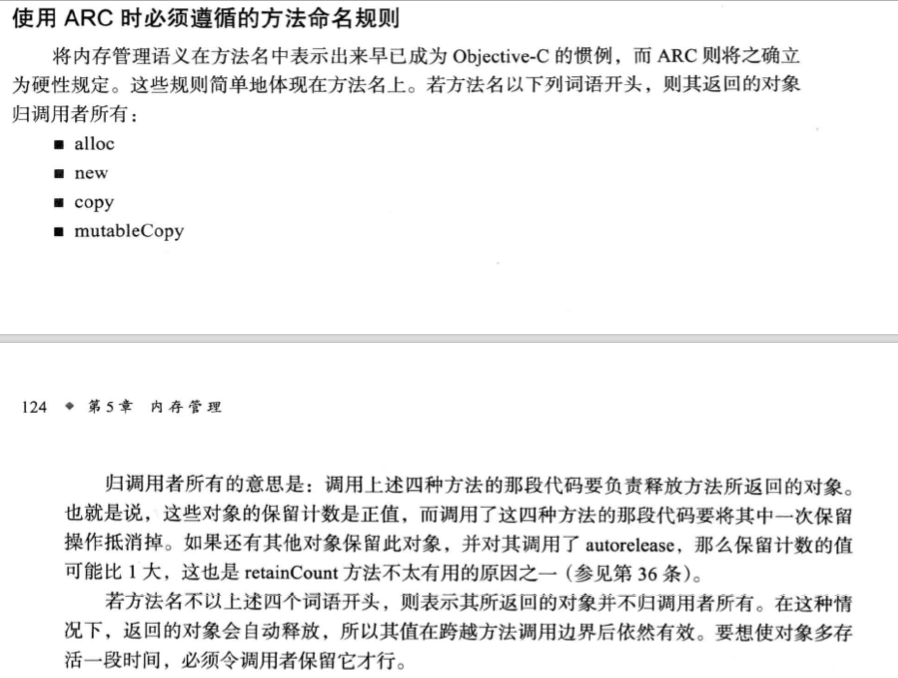 使用 ARC 时必须遵循的方法命名规则
将内存管理语义在方法名中表示出来早已成为 Objective-C 的惯例，而 ARC 则将之确立
为硬性规定。这些规则简单地体现在方法名上。若方法名以下列词语开头，则其返回的对象
归调用者所有：
■ alloc
■ new
■ copy
■ mutableCopy
124 ◆ 第 5 章 内存管理
归调用者所有的意思是：调用上述四种方法的那段代码要负责释放方法所返回的对象。
也就是说，这些对象的保留计数是正值，而调用了这四种方法的那段代码要将其中一次保留
操作抵消掉。如果还有其他对象保留此对象，并对其调用了 autorelease，那么保留计数的值
可能比 1 大，这也是 retainCount 方法不太有用的原因之一（参见第 36 条）。
若方法名不以上述四个词语开头，则表示其所返回的对象并不归调用者所有。在这种情
况下，返回的对象会自动释放，所以其值在跨越方法调用边界后依然有效。要想使对象多存
活一段时间，必须令调用者保留它才行。